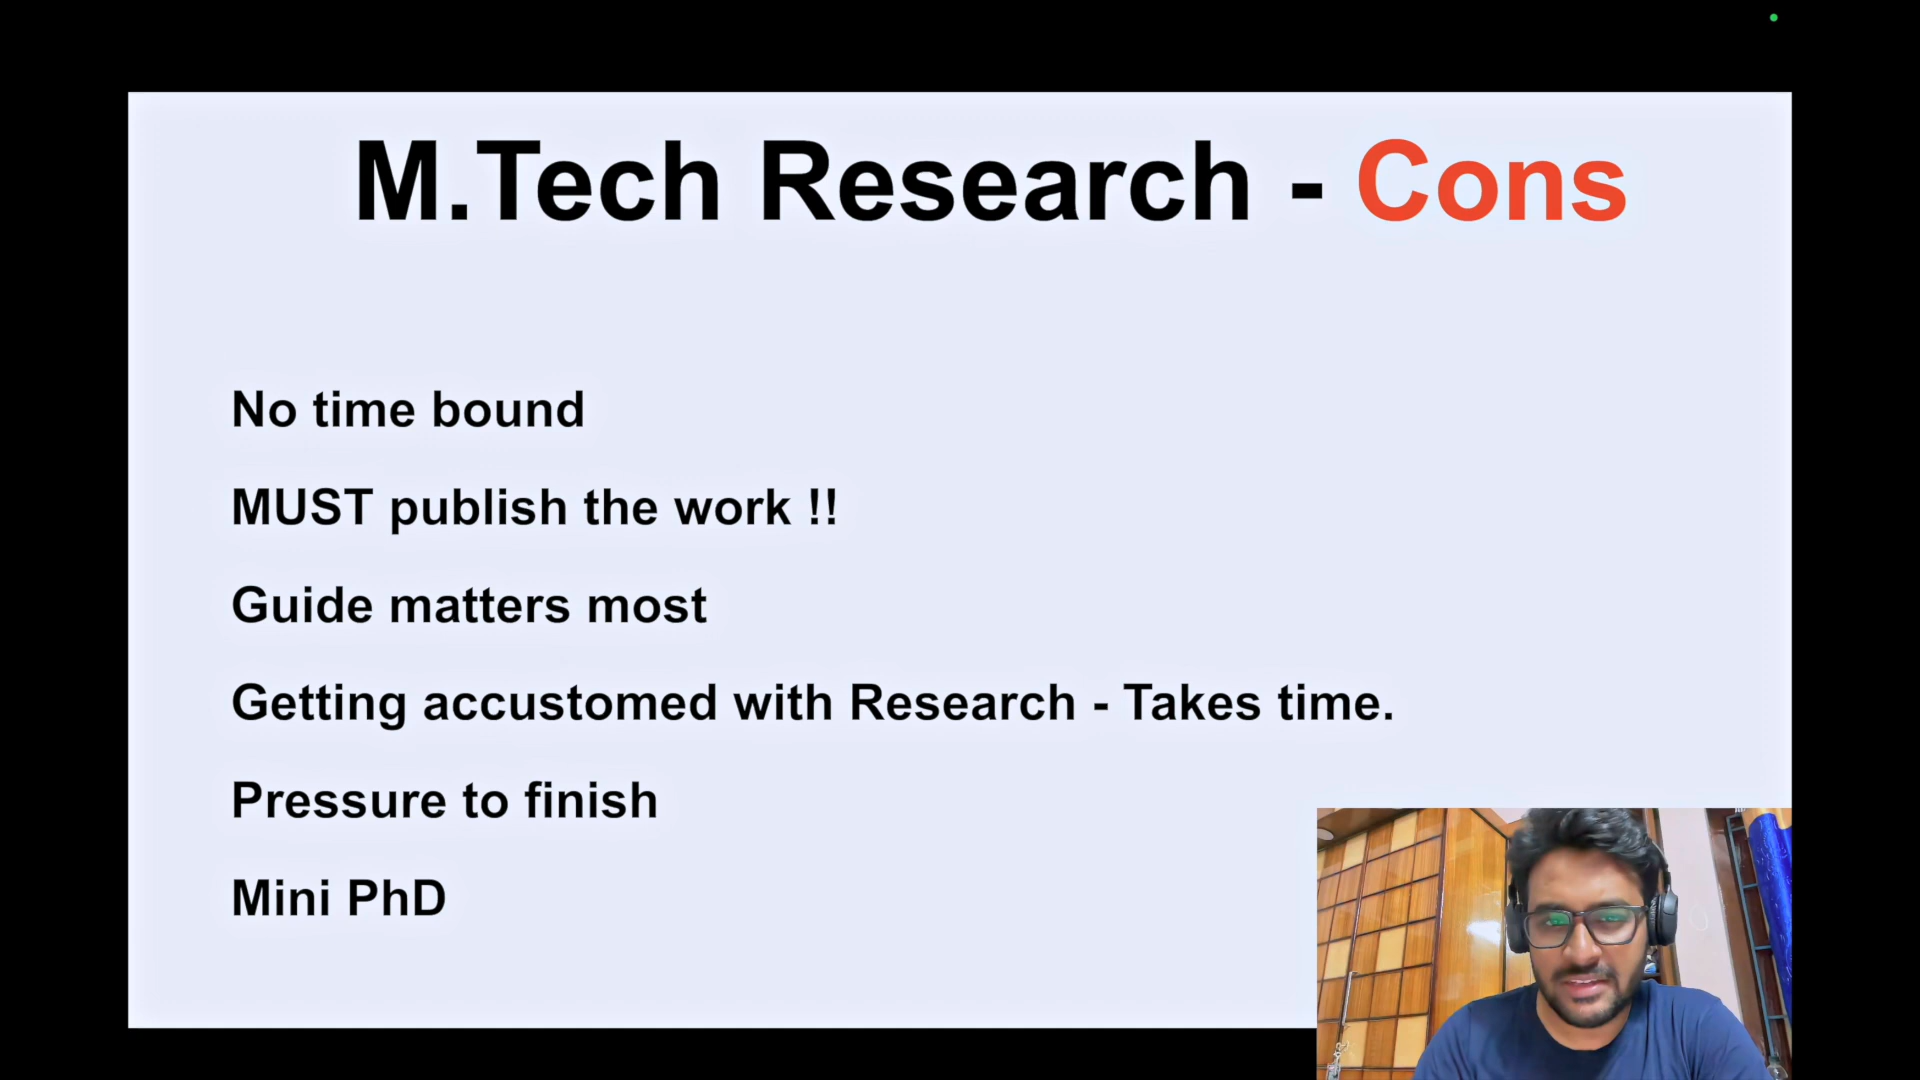 M.Tech Research - Cons
No time bound
MUST publish the work !!
Guide matters most
Getting accustomed with Research - Takes time.
Pressure to finish
Mini PhD